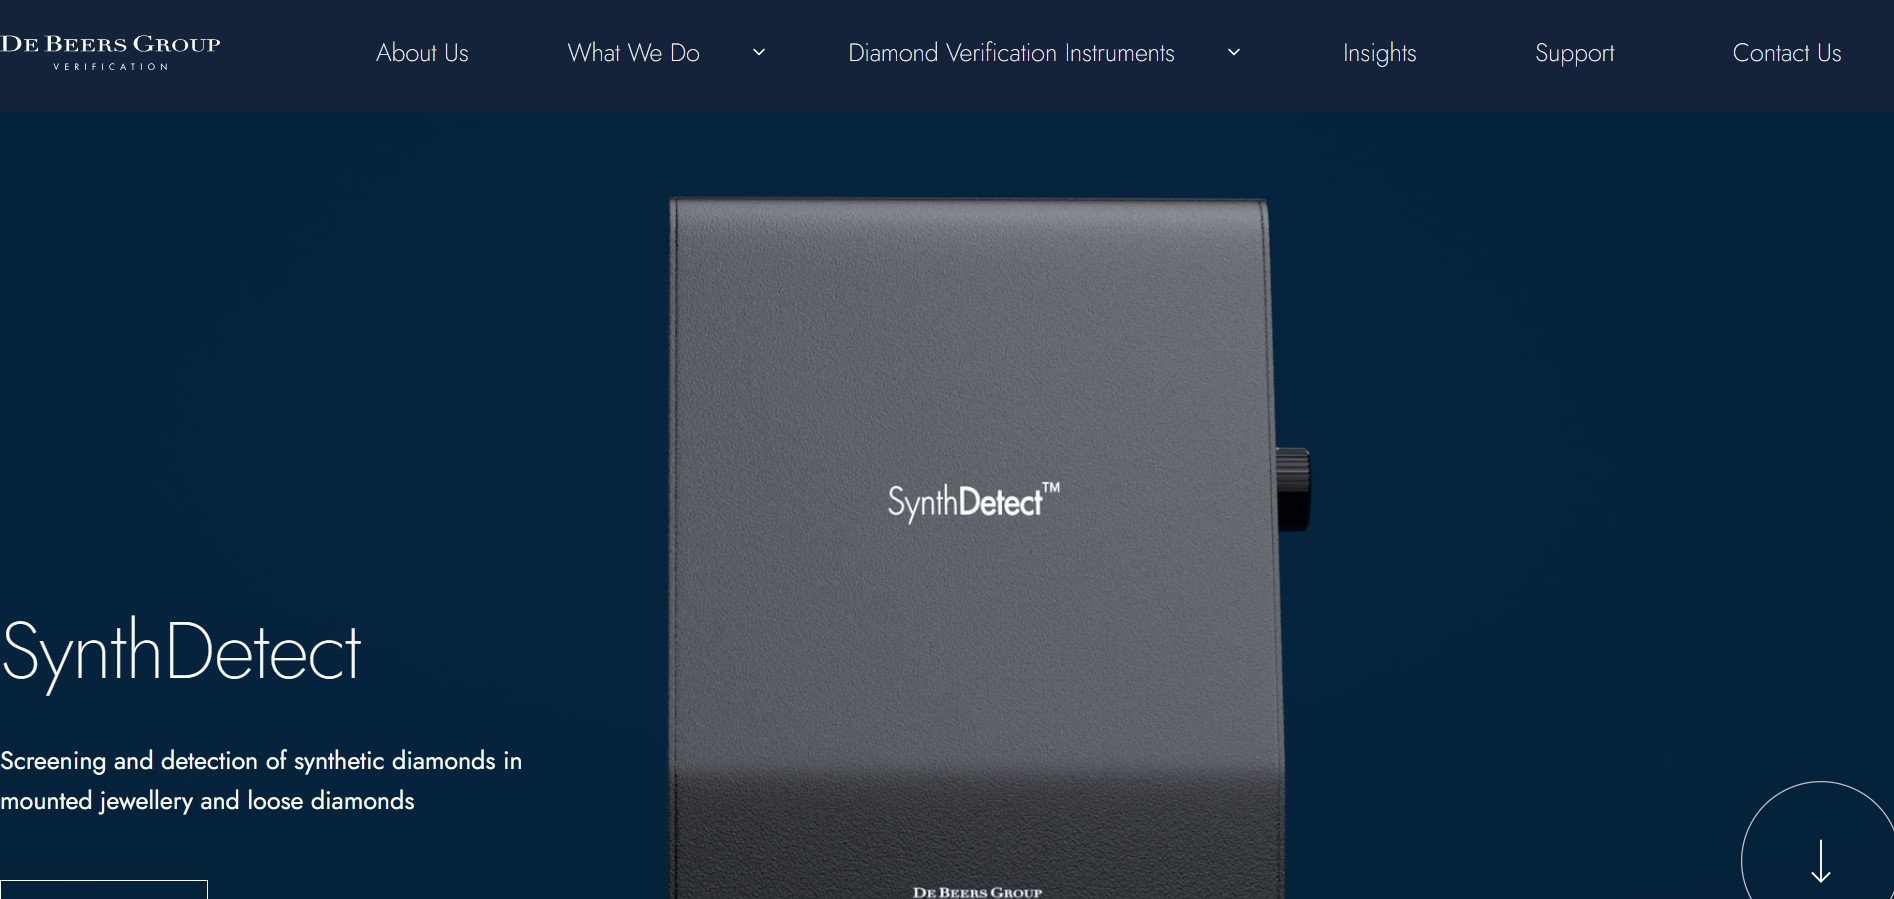 DE BEERS GROUP
VERIFICATION
About Us
What We Do
Diamond Verification Instruments
Insights
Support
Contact Us
SynthDetect™
SynthDetect
Screening and detection of synthetic diamonds in
mounted jewellery and loose diamonds
DE BEERS GROUP